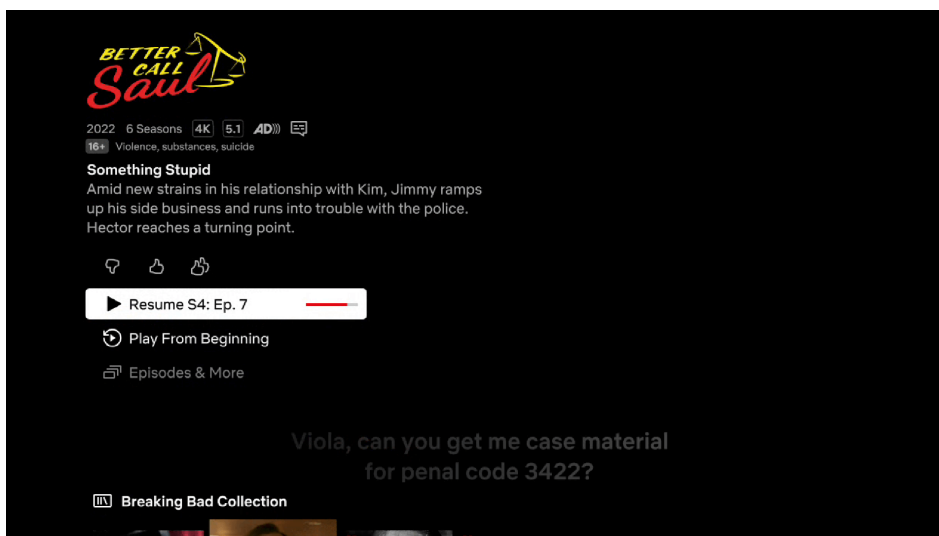 BETTER
CALL
Saul
2022 6 Seasons 4K 5.1 AD
16+ Violence, substances, suicide
Something Stupid
Amid new strains in his relationship with Kim, Jimmy ramps
up his side business and runs into trouble with the police.
Hector reaches a turning point.
Resume S4: Ep. 7
Play From Beginning
Episodes & More
Viola, can you get me case material
for penal code 3422?
Breaking Bad Collection